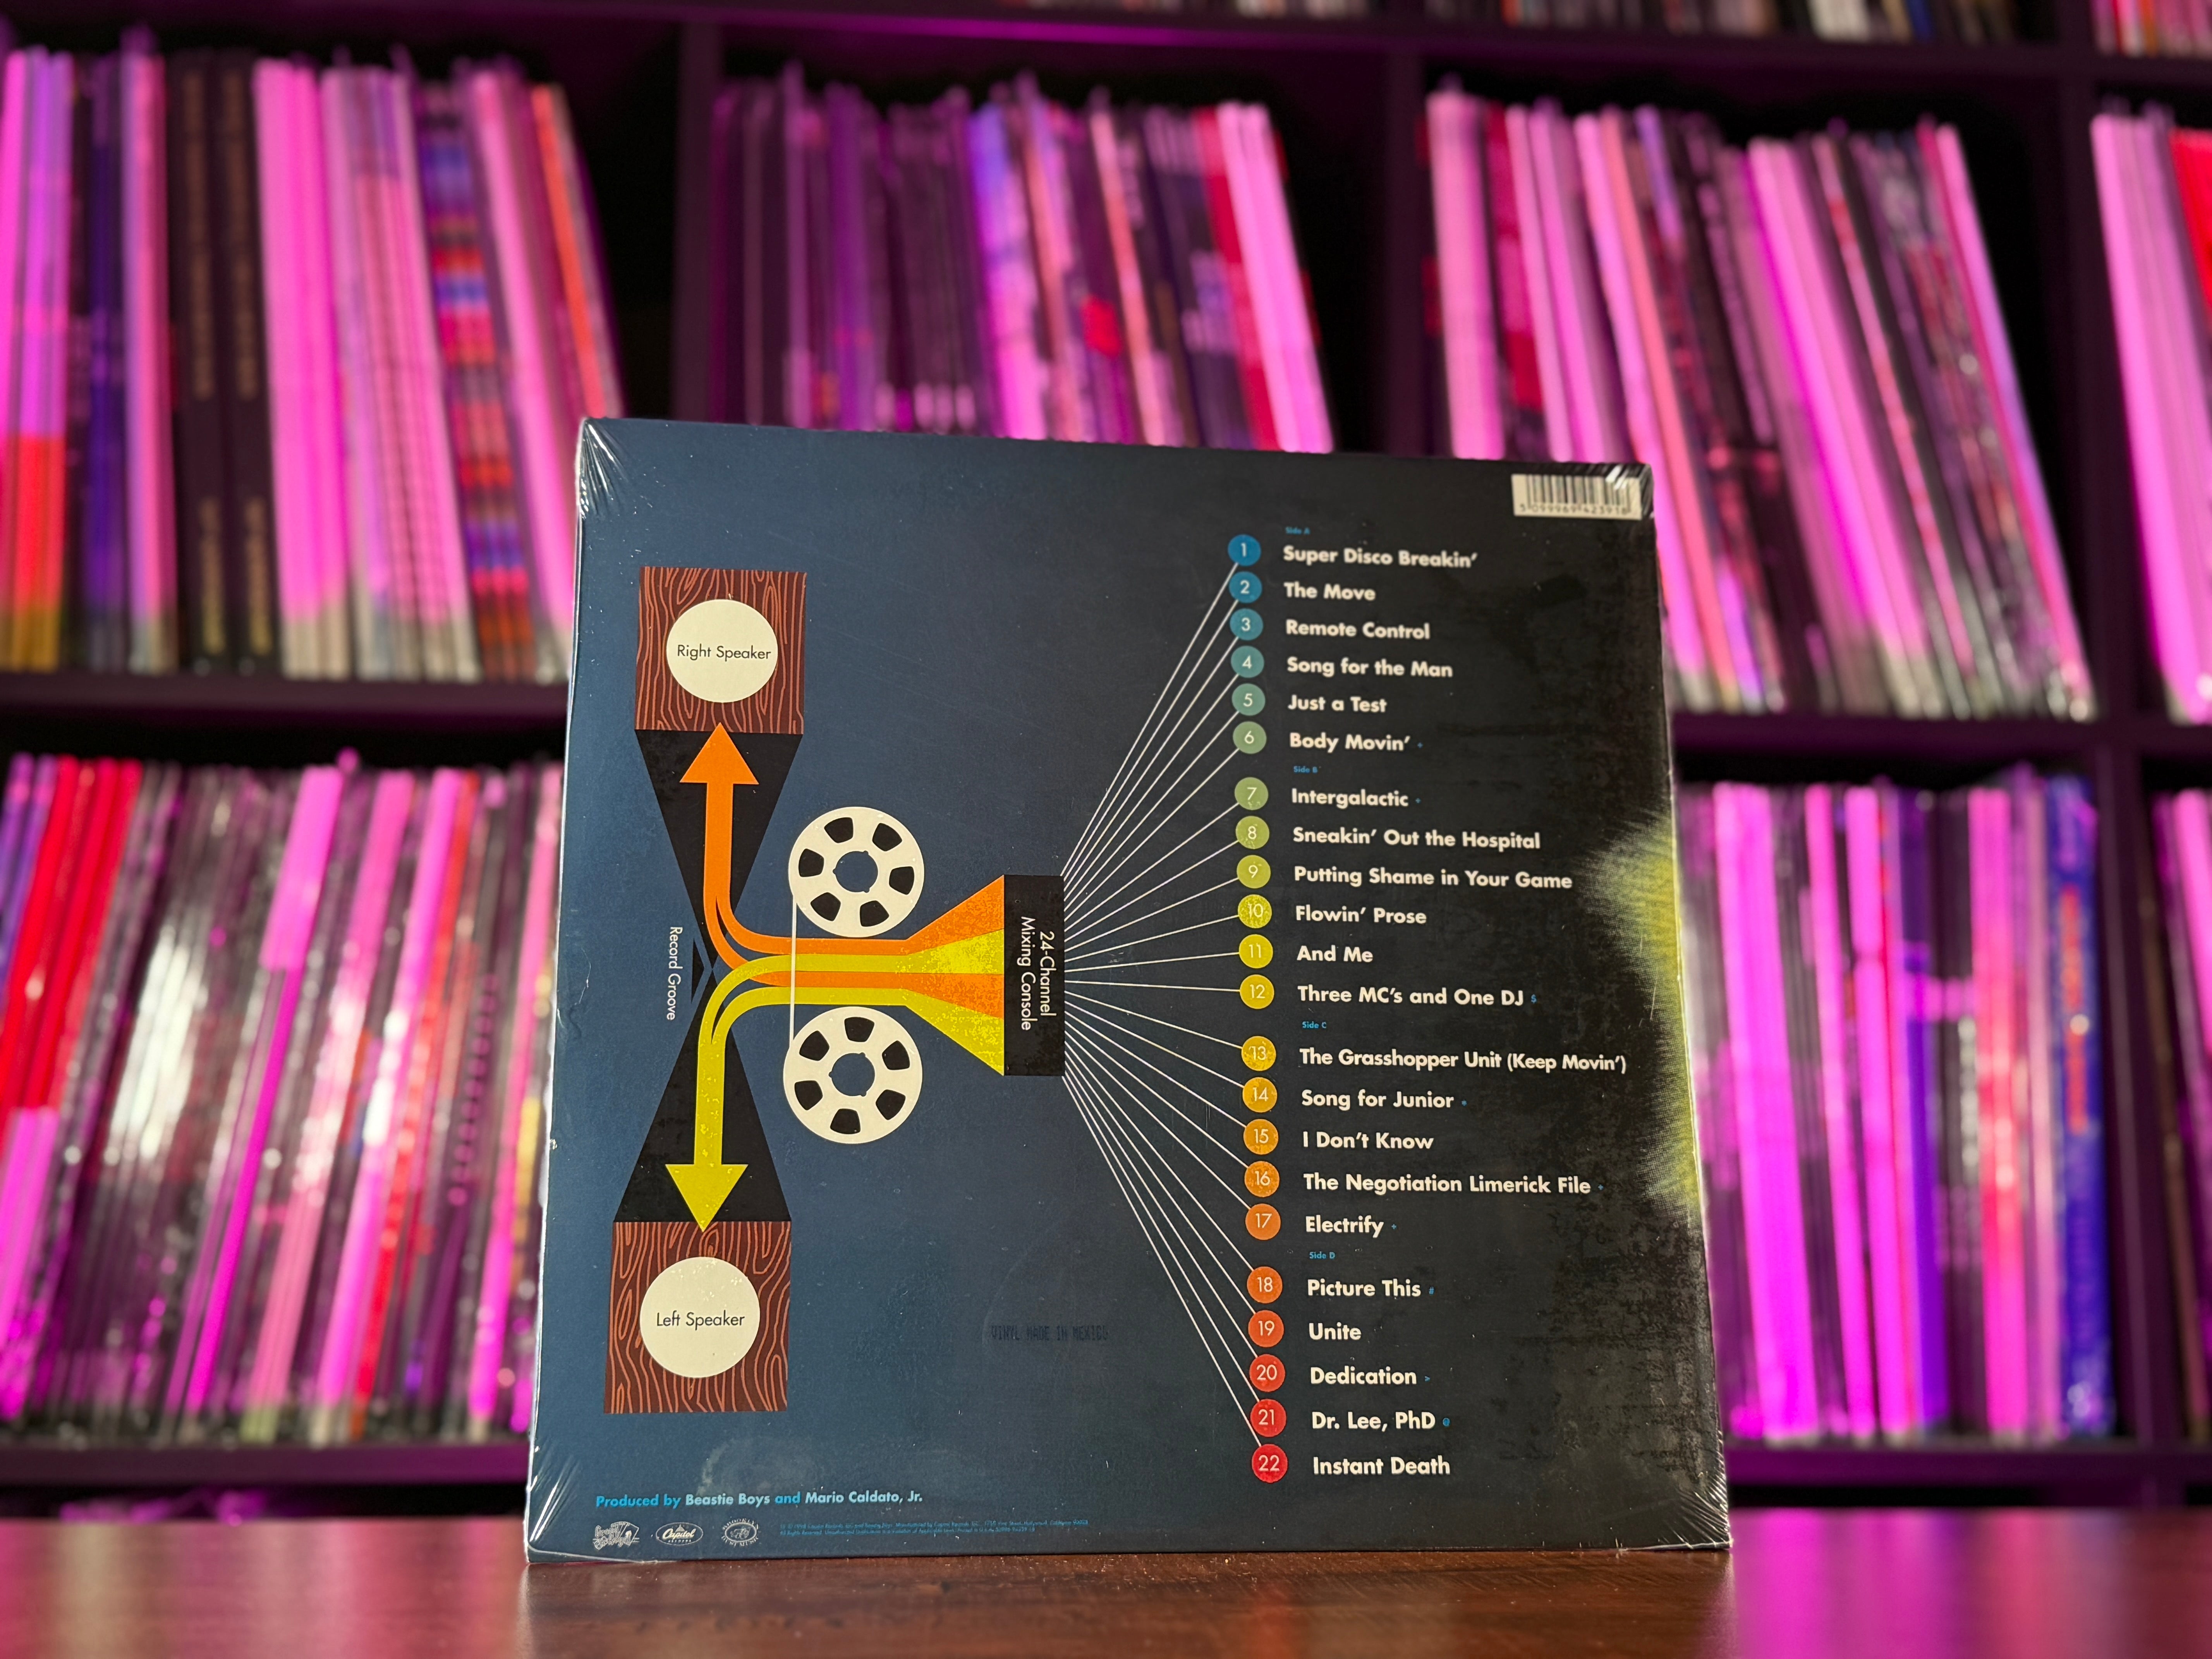 5 099969 423918
Side A
1 Super Disco Breakin'
2 The Move
3 Remote Control
4 Song for the Man
5 Just a Test
6 Body Movin'
Side B
7 Intergalactic
8 Sneakin' Out the Hospital
9 Putting Shame in Your Game
10 Flowin' Prose
11 And Me
12 Three MC's and One DJ $
Side C
13 The Grasshopper Unit (Keep Movin')
14 Song for Junior
15 I Don't Know
16 The Negotiation Limerick File
17 Electrify
Side D
18 Picture This #
19 Unite
20 Dedication >
21 Dr. Lee, PhD @
22 Instant Death
Right Speaker
Record Groove
24-Channel
Mixing Console
Left Speaker
VINYL MADE IN MEXICO
Produced by Beastie Boys and Mario Caldato, Jr.
Capitol
RECORDS